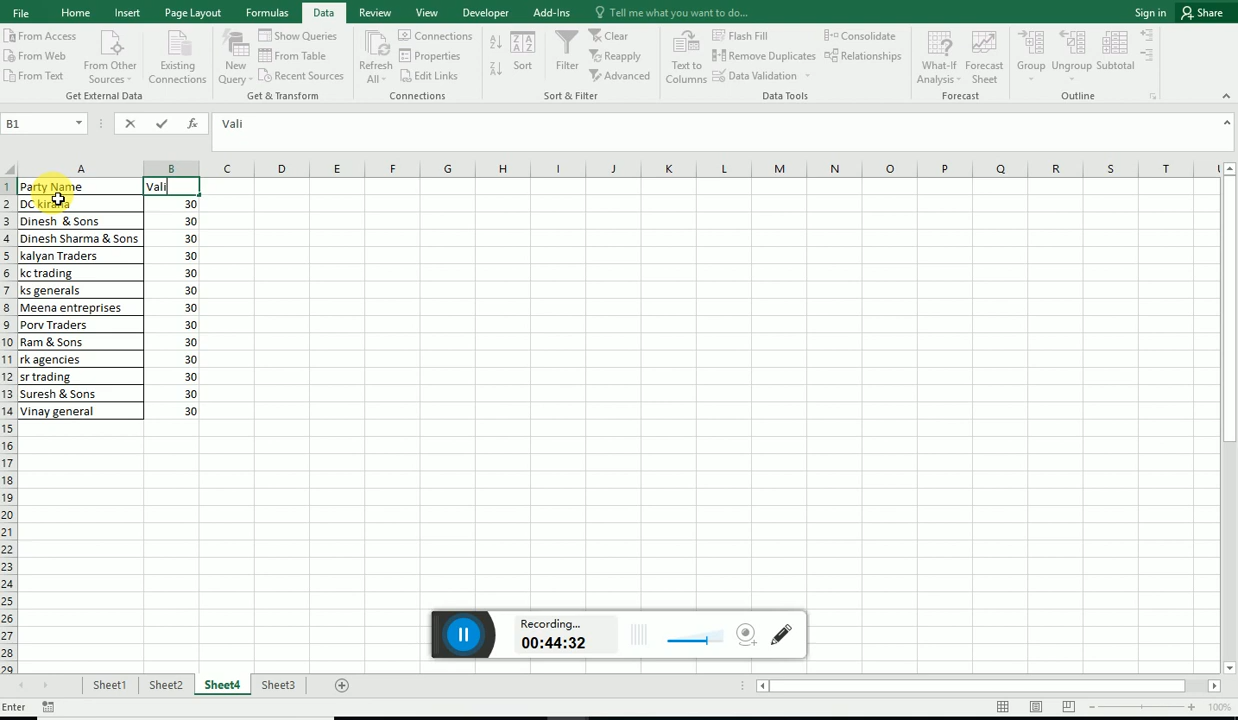 File Home Insert Page Layout Formulas Data Review View Developer Add-Ins Tell me what you want to do... Sign in Share
From Access
From Web
From Text
From Other Sources
Existing Connections
Get External Data
New Query
Show Queries
From Table
Recent Sources
Get & Transform
Refresh All
Connections
Properties
Edit Links
Connections
Sort
Filter
Clear
Reapply
Advanced
Sort & Filter
Text to Columns
Flash Fill
Remove Duplicates
Data Validation
Consolidate
Relationships
Data Tools
What-If Analysis
Forecast Sheet
Forecast
Group
Ungroup
Subtotal
Outline
B1 fx Vali
A B C D E F G H I J K L M N O P Q R S T U
1 Party Name Vali
2 DC kirana 30
3 Dinesh & Sons 30
4 Dinesh Sharma & Sons 30
5 kalyan Traders 30
6 kc trading 30
7 ks generals 30
8 Meena entreprises 30
9 Porv Traders 30
10 Ram & Sons 30
11 rk agencies 30
12 sr trading 30
13 Suresh & Sons 30
14 Vinay general 30
15
16
17
18
19
20
21
22
23
24
25
26
27
28
29
Recording...
00:44:32
Sheet1 Sheet2 Sheet4 Sheet3
Enter 100%